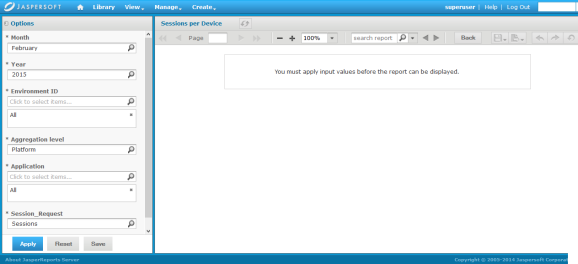 JASPERSOFT Library View Manage Create superuser | Help | Log Out
Options
* Month
February
* Year
2015
* Environment ID
Click to select items...
All
* Aggregation level
Platform
* Application
Click to select items...
All
* Session_Request
Sessions
Apply Reset Save
Sessions per Device
Page 100% search report Back
You must apply input values before the report can be displayed.
About JasperReports Server Copyright © 2005-2014 Jaspersoft